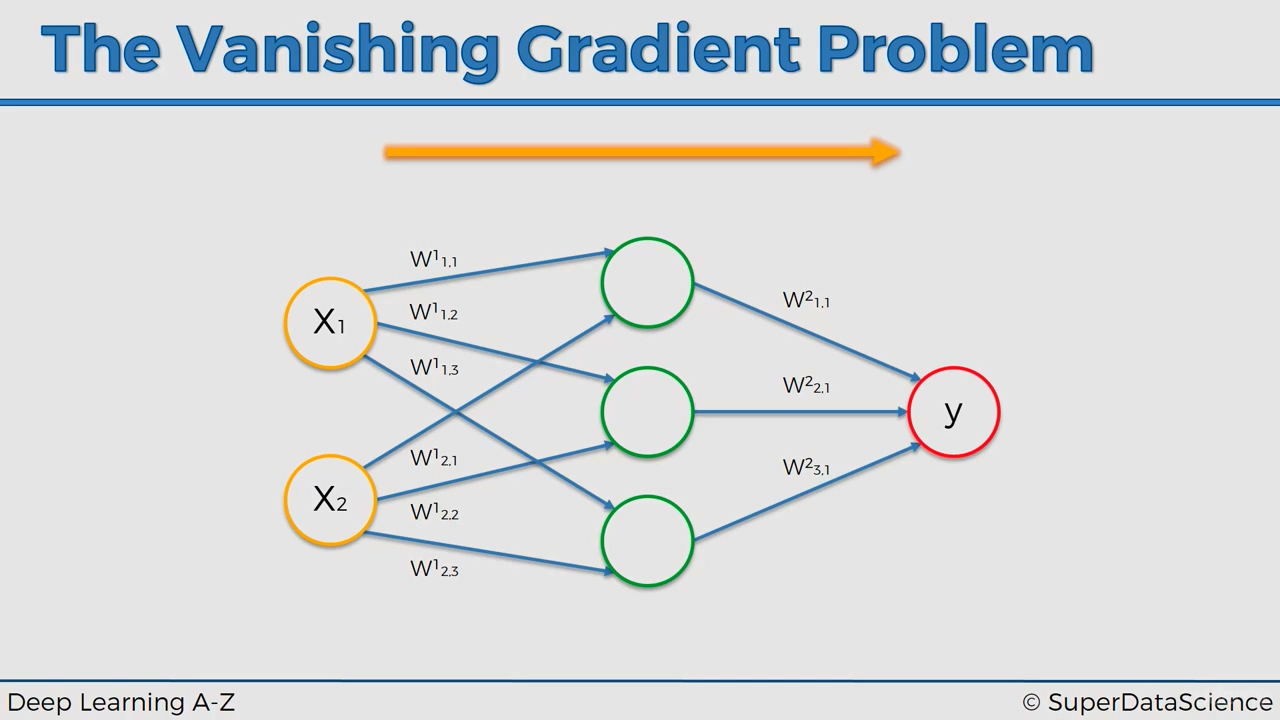 The Vanishing Gradient Problem
W¹1,1
W²1,1
W¹1,2
X1
W¹1,3
W²2,1
y
W¹2,1
W²3,1
X2
W¹2,2
W¹2,3
Deep Learning A-Z
© SuperDataScience